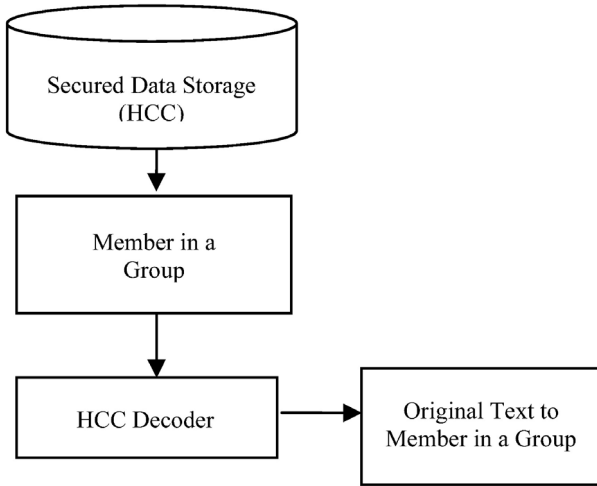 Secured Data Storage
(HCC)
Member in a
Group
HCC Decoder
Original Text to
Member in a Group